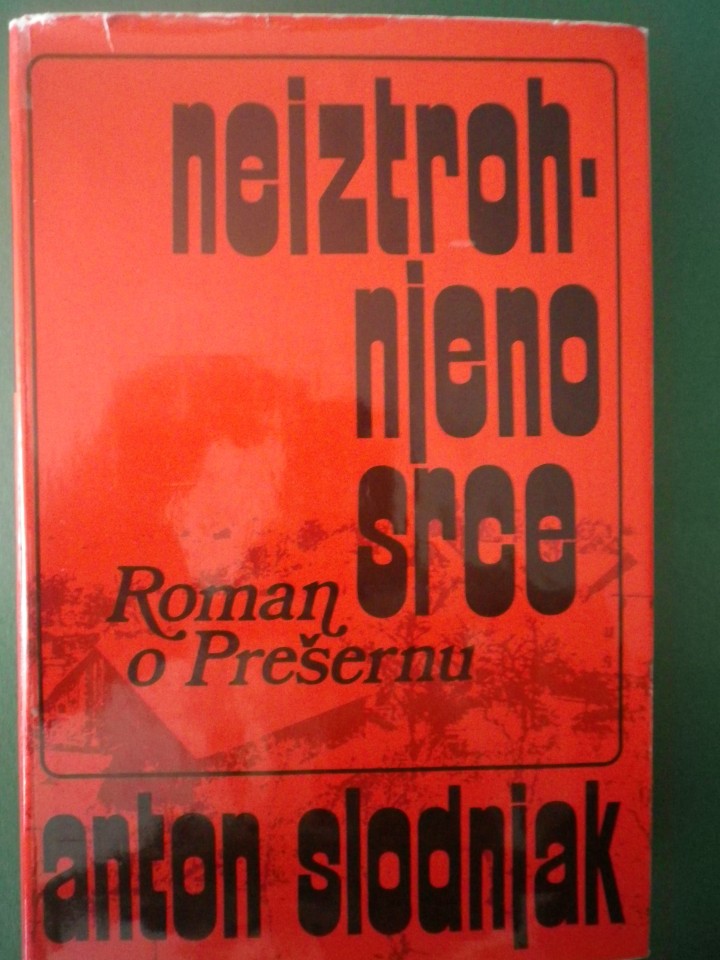 neiztroh-
njeno
srce
Roman
o Prešernu
anton slodnjak